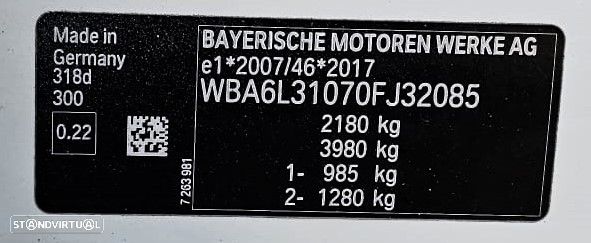 Made in
Germany
318d
300
0.22
7 263 981
BAYERISCHE MOTOREN WERKE AG
e1*2007/46*2017
WBA6L31070FJ32085
2180 kg
3980 kg
1- 985 kg
2- 1280 kg
STANDVIRTUAL